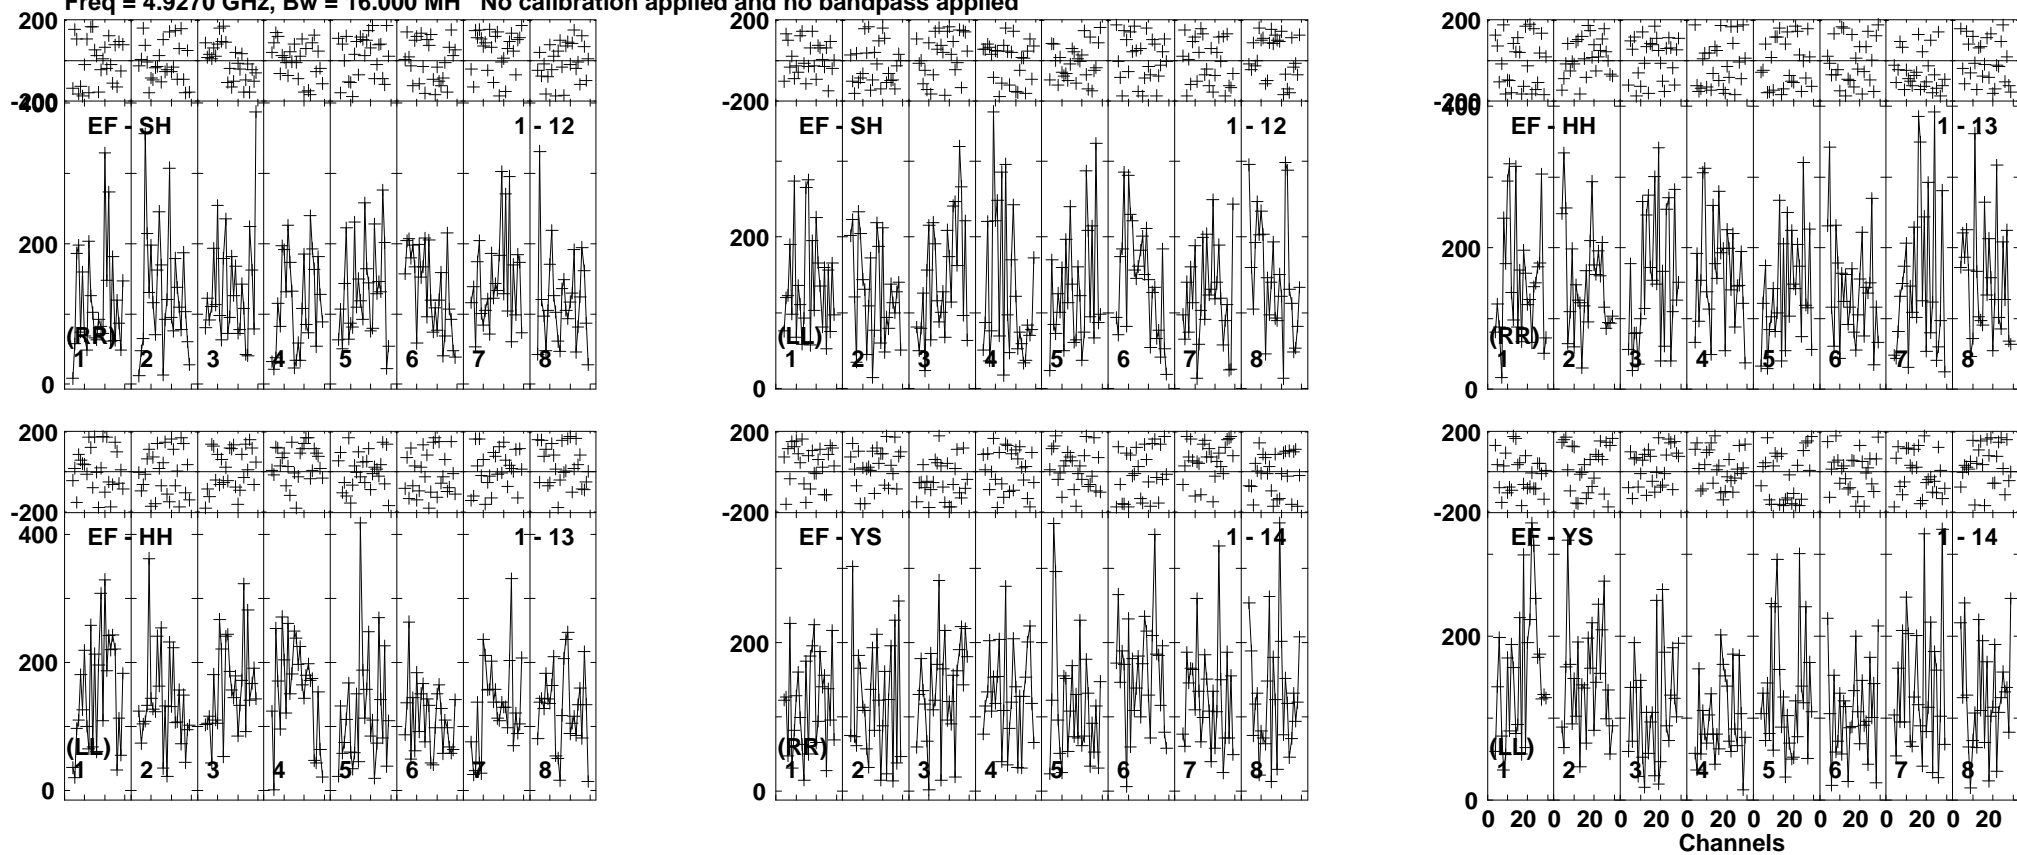 Freq = 4.9270 GHz, Bw = 16.000 MH No calibration applied and no bandpass applied
200 200
-200 -200
400 400
EF - SH 1 - 12 EF - SH 1 - 12 EF - HH 1 - 13
200 200 200
(RR) (LL) (RR)
1 2 3 4 5 6 7 8 1 2 3 4 5 6 7 8 1 2 3 4 5 6 7 8
0 0 0
200 200 200
-200 -200 -200
400
EF - HH 1 - 13 EF - YS 1 - 14 EF - YS 1 - 14
200 200 200
(LL) (RR) (LL)
1 2 3 4 5 6 7 8 1 2 3 4 5 6 7 8 1 2 3 4 5 6 7 8
0 0 0
0 20 0 20 0 20 0 20 0 20 0 20 0 20 0 20
Channels